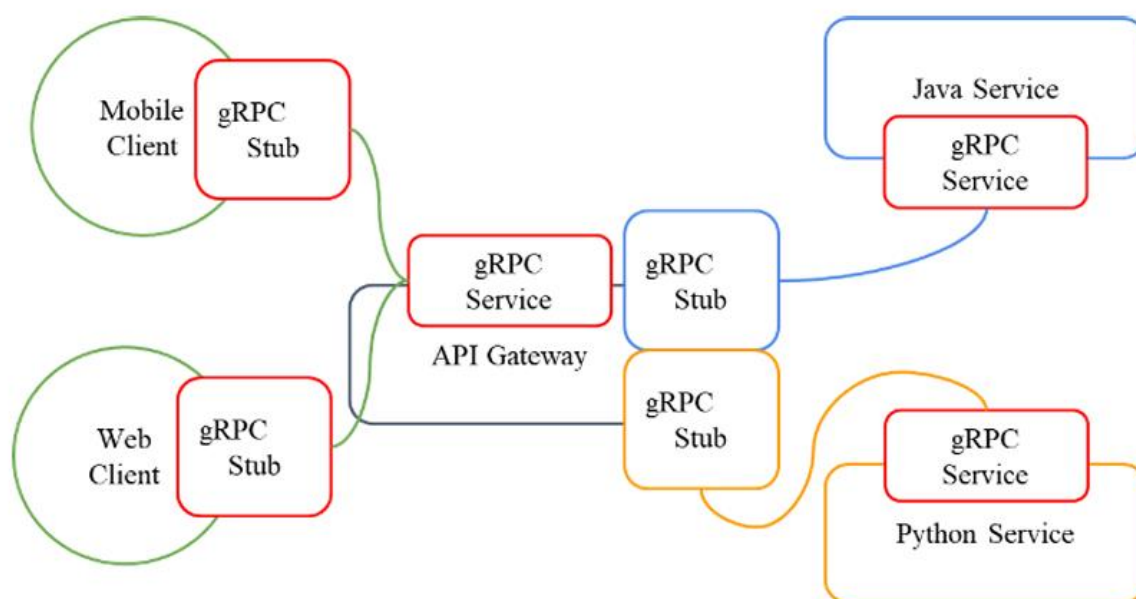 Mobile
Client
gRPC
Stub
Java Service
gRPC
Service
gRPC
Service
API Gateway
gRPC
Stub
gRPC
Stub
Web
Client
gRPC
Stub
gRPC
Service
Python Service